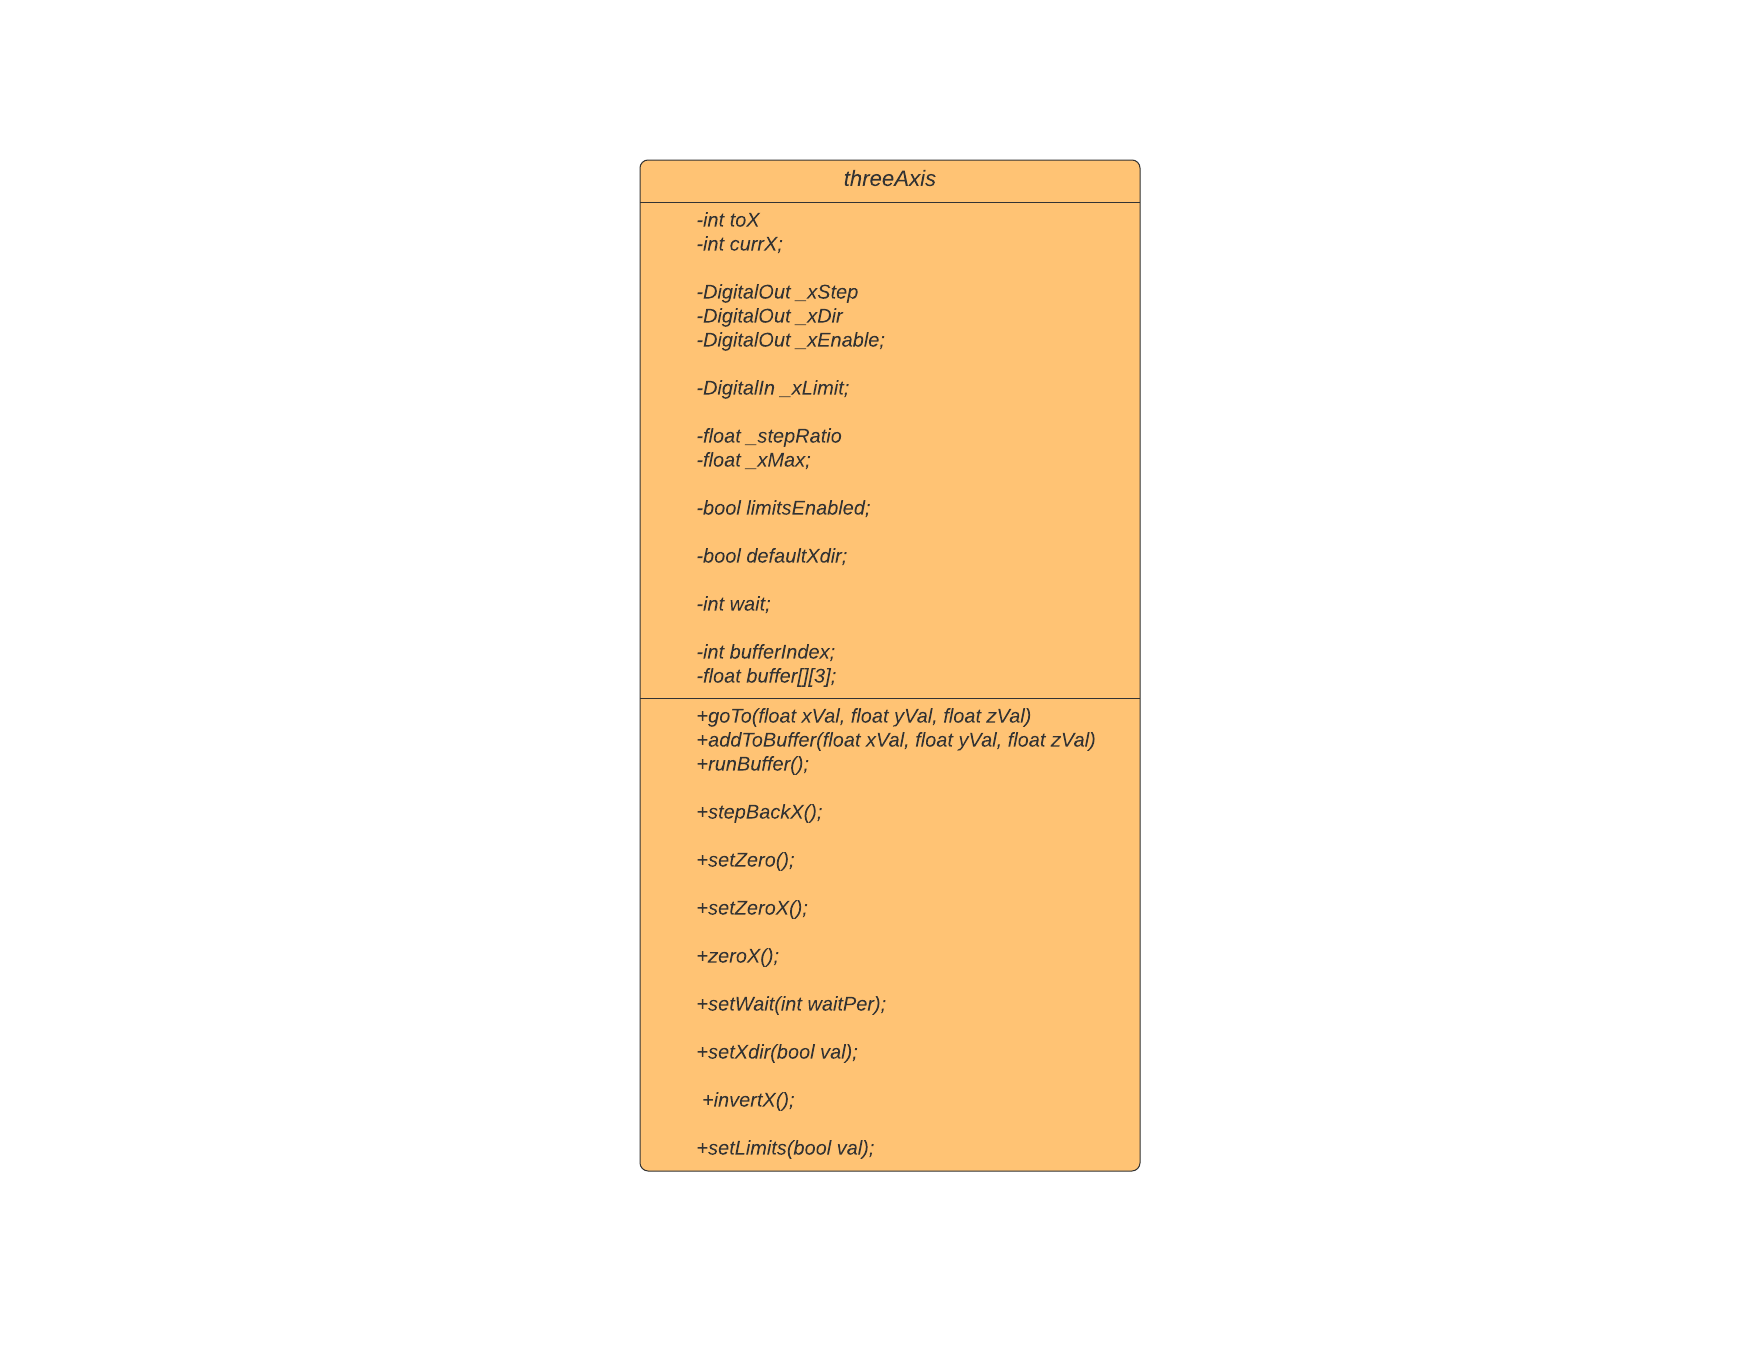 threeAxis
-int toX
-int currX;
-DigitalOut _xStep
-DigitalOut _xDir
-DigitalOut _xEnable;
-DigitalIn _xLimit;
-float _stepRatio
-float _xMax;
-bool limitsEnabled;
-bool defaultXdir;
-int wait;
-int bufferIndex;
-float buffer[][3];
+goTo(float xVal, float yVal, float zVal)
+addToBuffer(float xVal, float yVal, float zVal)
+runBuffer();
+stepBackX();
+setZero();
+setZeroX();
+zeroX();
+setWait(int waitPer);
+setXdir(bool val);
+invertX();
+setLimits(bool val);